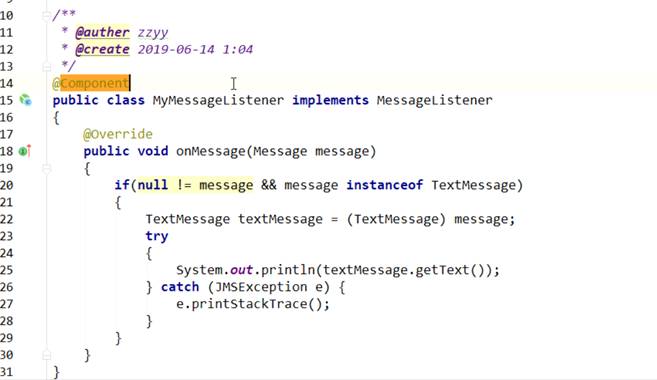 10 /**
11 * @auther zzyy
12 * @create 2019-06-14 1:04
13 */
14 @Component
15 public class MyMessageListener implements MessageListener
16 {
17 @Override
18 public void onMessage(Message message)
19 {
20 if(null != message && message instanceof TextMessage)
21 {
22 TextMessage textMessage = (TextMessage) message;
23 try
24 {
25 System.out.println(textMessage.getText());
26 } catch (JMSException e) {
27 e.printStackTrace();
28 }
29 }
30 }
31 }